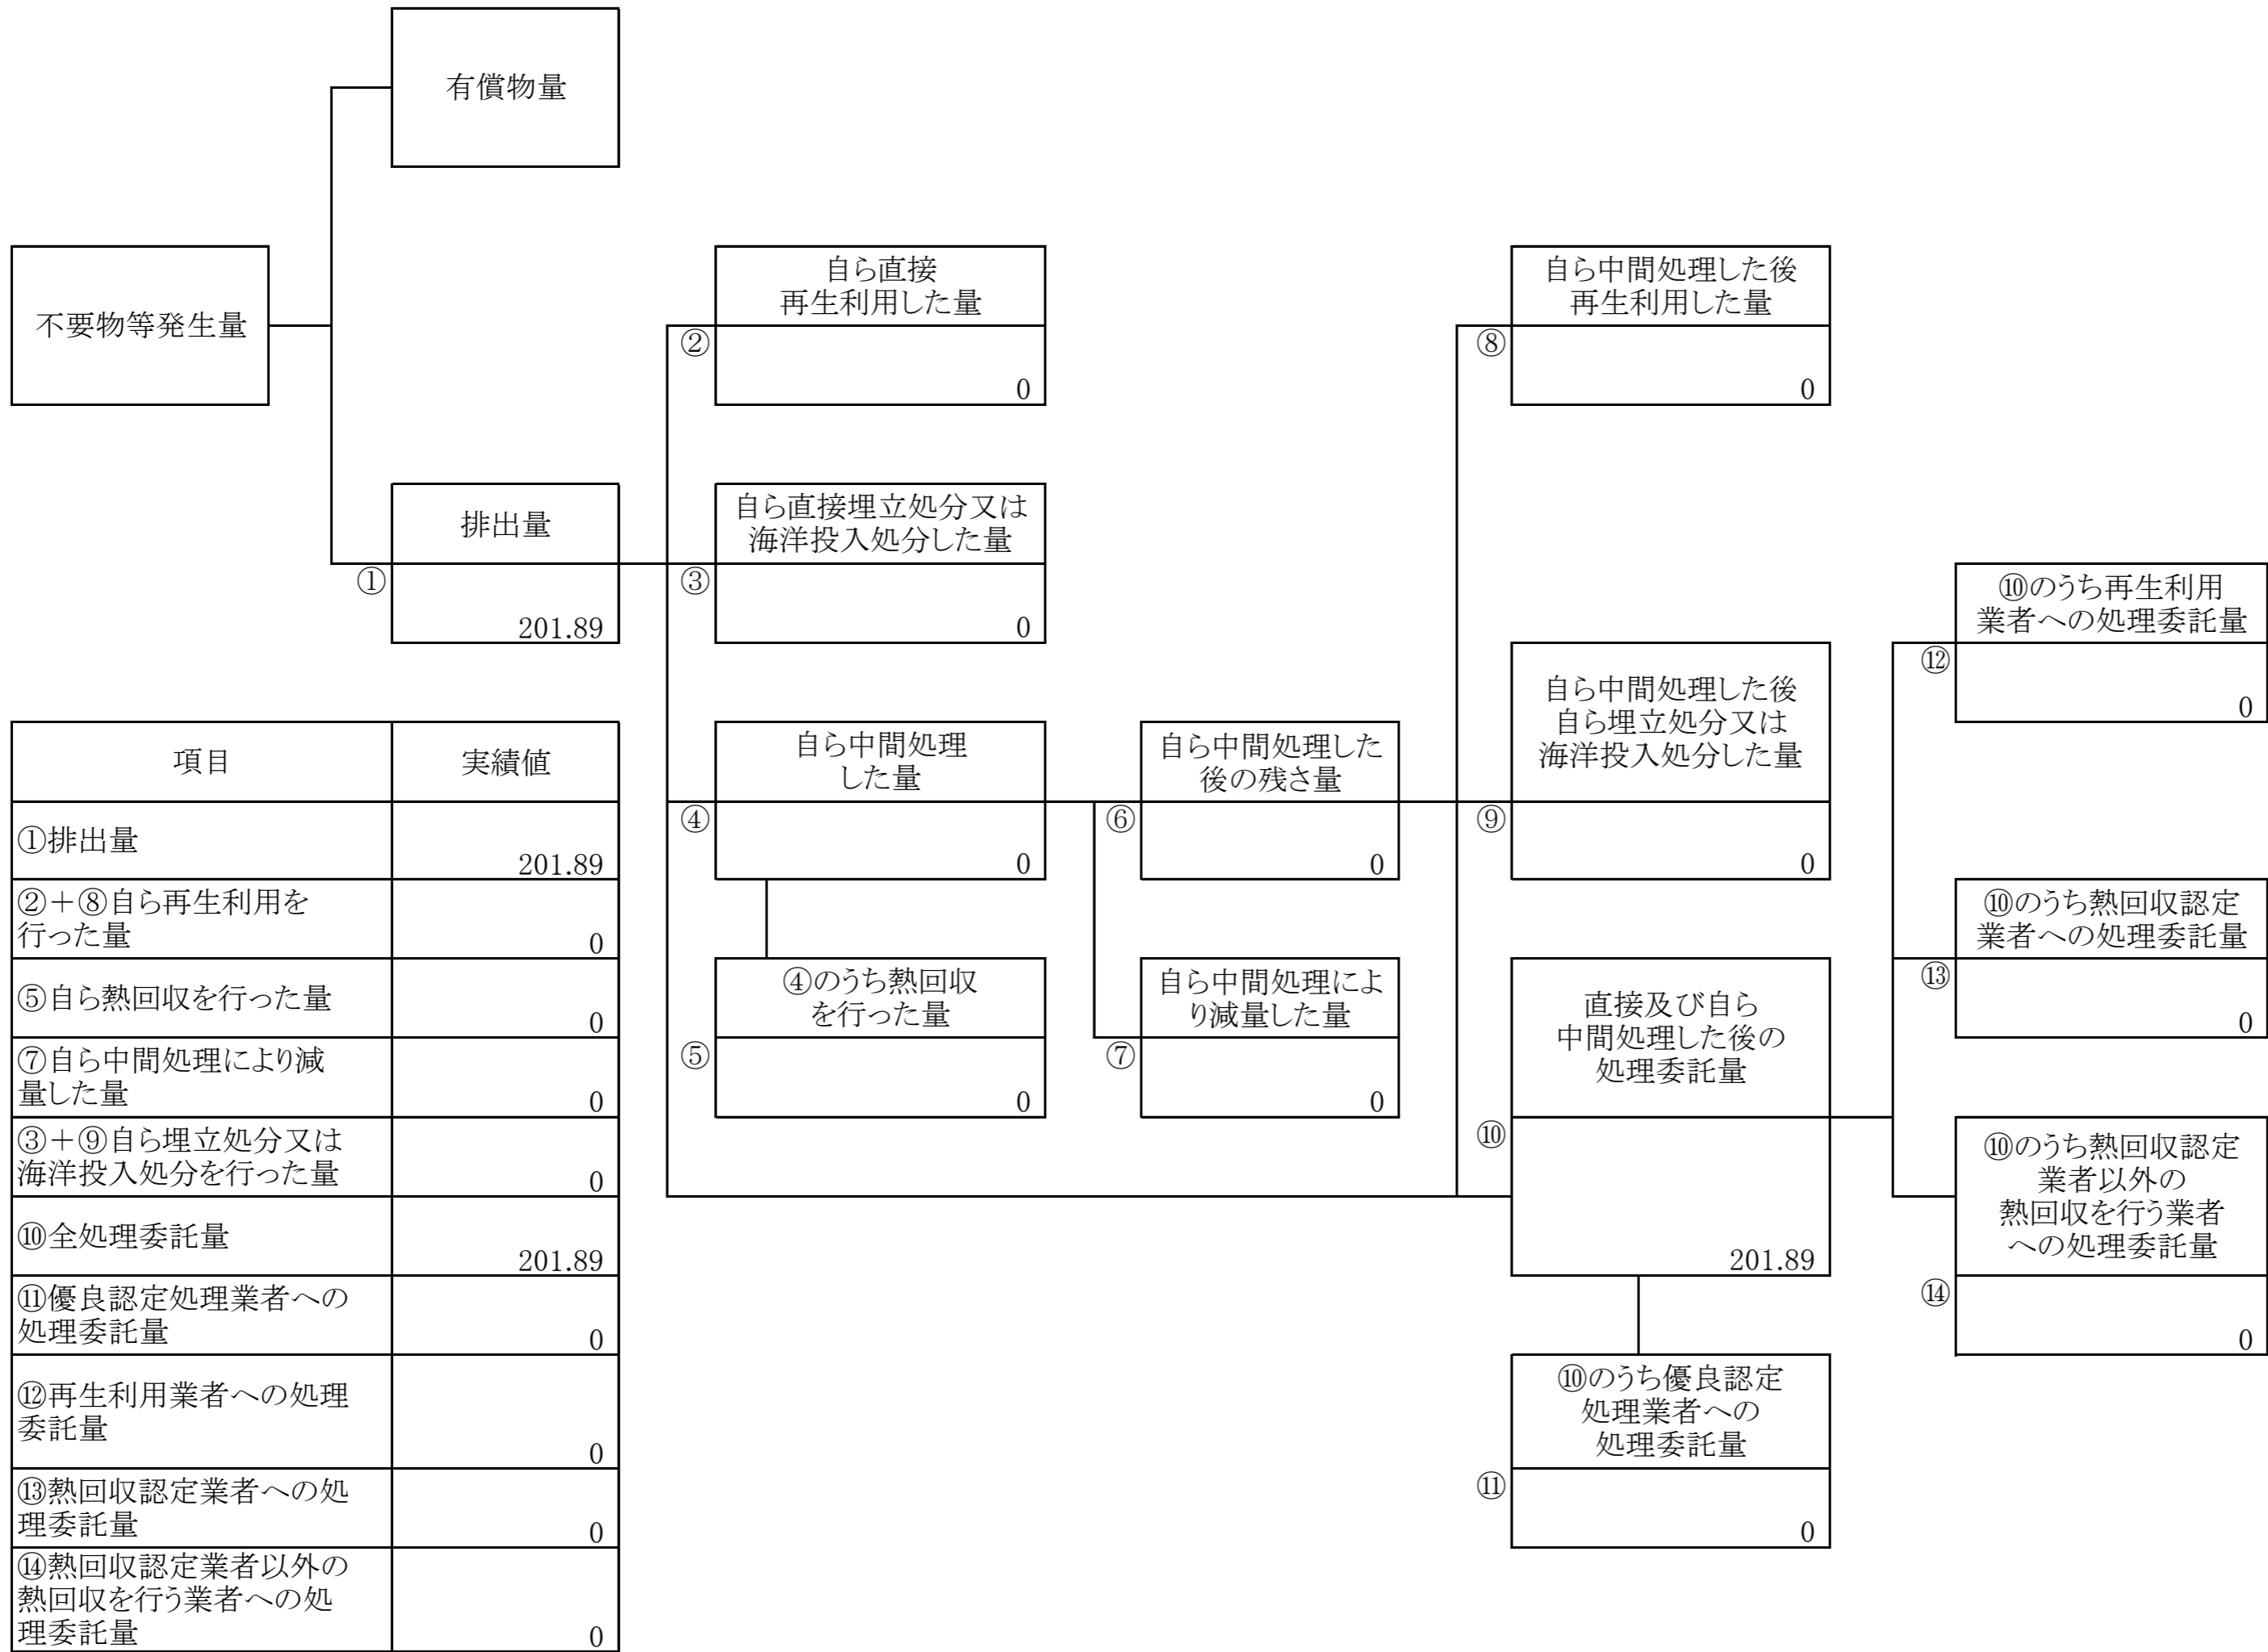 有償物量
不要物等発生量
自ら直接
再生利用した量
②
0
自ら中間処理した後
再生利用した量
⑧
0
排出量
①
201.89
自ら直接埋立処分又は
海洋投入処分した量
③
0
⑩のうち再生利用
業者への処理委託量
⑫
0
自ら中間処理
した量
④
0
自ら中間処理した
後の残さ量
⑥
0
自ら中間処理した後
自ら埋立処分又は
海洋投入処分した量
⑨
0
⑩のうち熱回収認定
業者への処理委託量
⑬
0
④のうち熱回収
を行った量
⑤
0
自ら中間処理によ
り減量した量
⑦
0
直接及び自ら
中間処理した後の
処理委託量
⑩
201.89
⑩のうち熱回収認定
業者以外の
熱回収を行う業者
への処理委託量
⑭
0
⑩のうち優良認定
処理業者への
処理委託量
⑪
0
項目 実績値
①排出量
201.89
②+⑧自ら再生利用を
行った量 0
⑤自ら熱回収を行った量
0
⑦自ら中間処理により減
量した量 0
③+⑨自ら埋立処分又は
海洋投入処分を行った量 0
⑩全処理委託量
201.89
⑪優良認定処理業者への
処理委託量 0
⑫再生利用業者への処理
委託量
0
⑬熱回収認定業者への処
理委託量 0
⑭熱回収認定業者以外の
熱回収を行う業者への処
理委託量 0